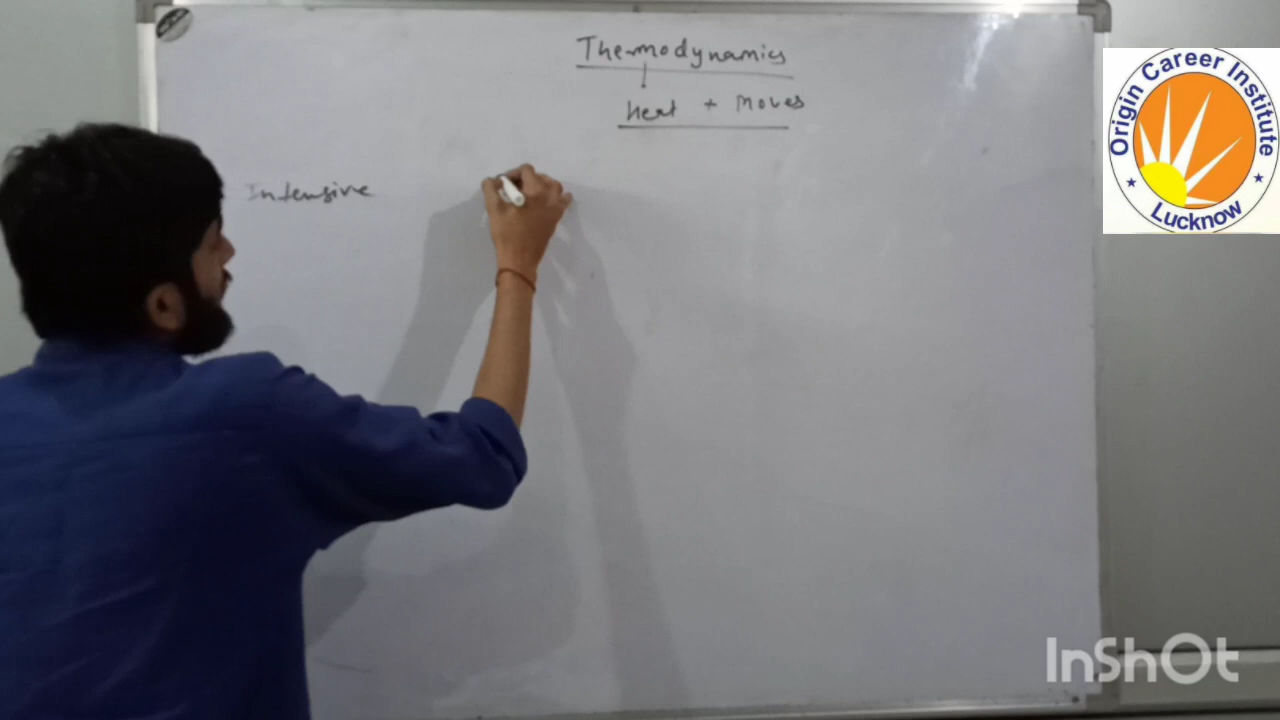 Thermodynamics
Heat + Moves
Intensive
Origin Career Institute
Lucknow
InShOt